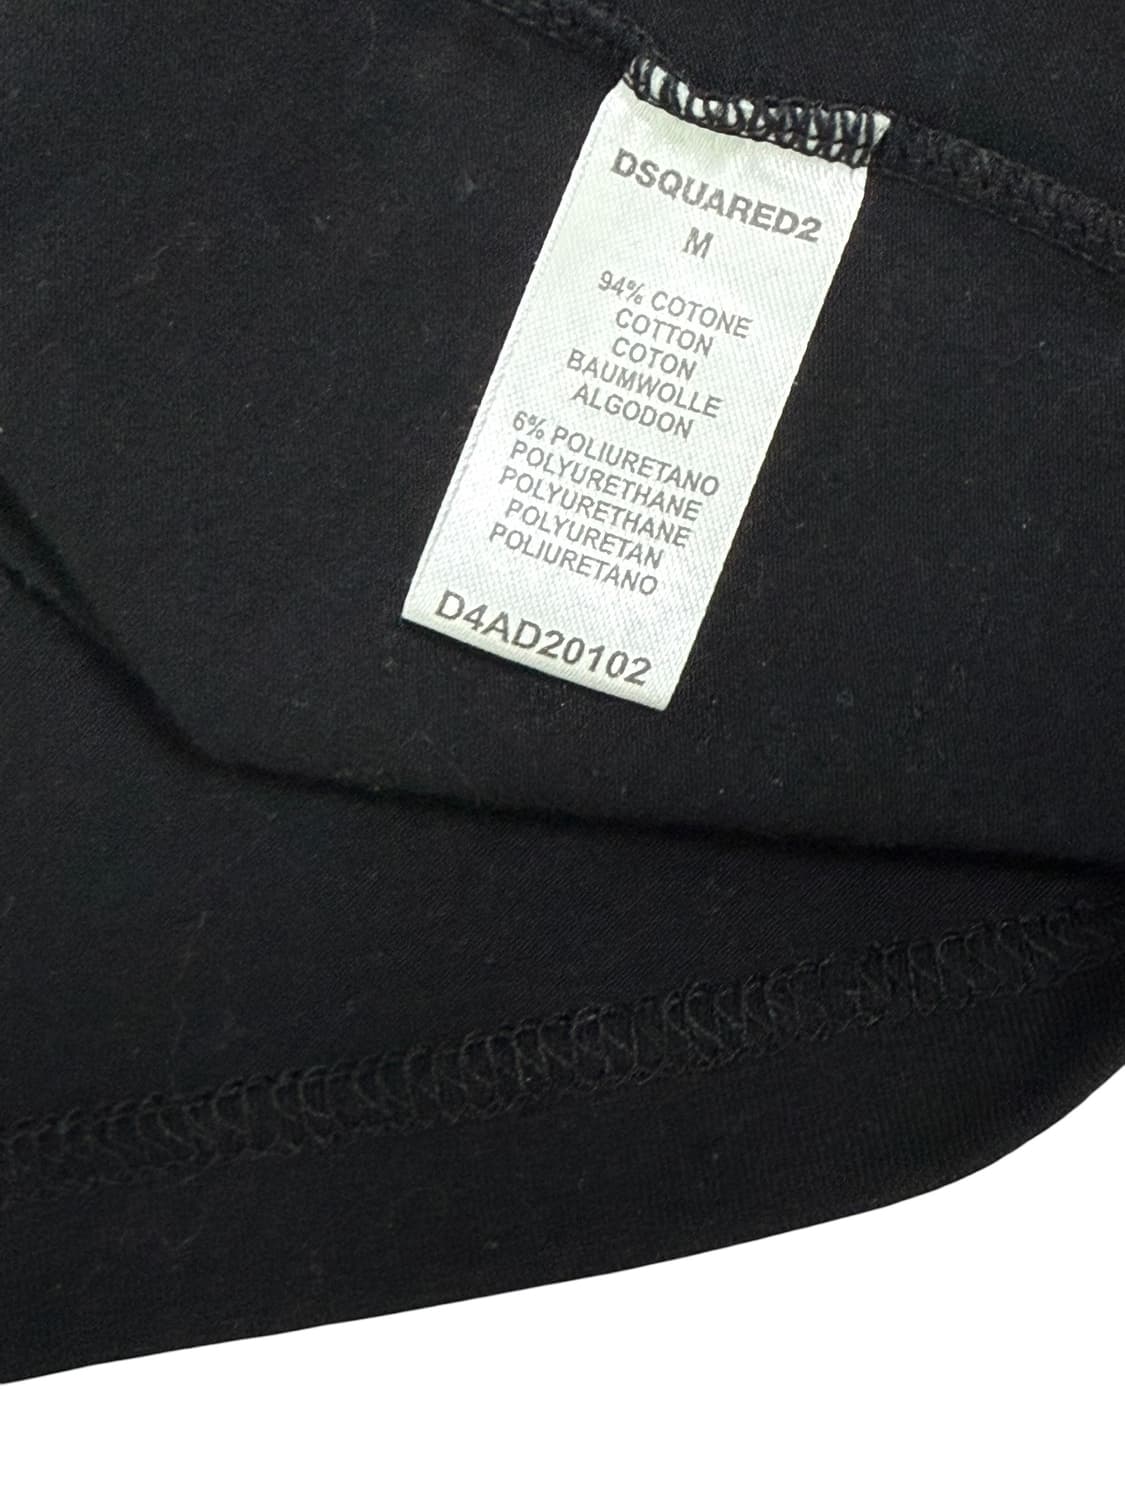 DSQUARED2
M
94% COTONE
COTTON
COTON
BAUMWOLLE
ALGODON
6% POLIURETANO
POLYURETHANE
POLYURETHANE
POLYURETAN
POLIURETANO
D4AD20102